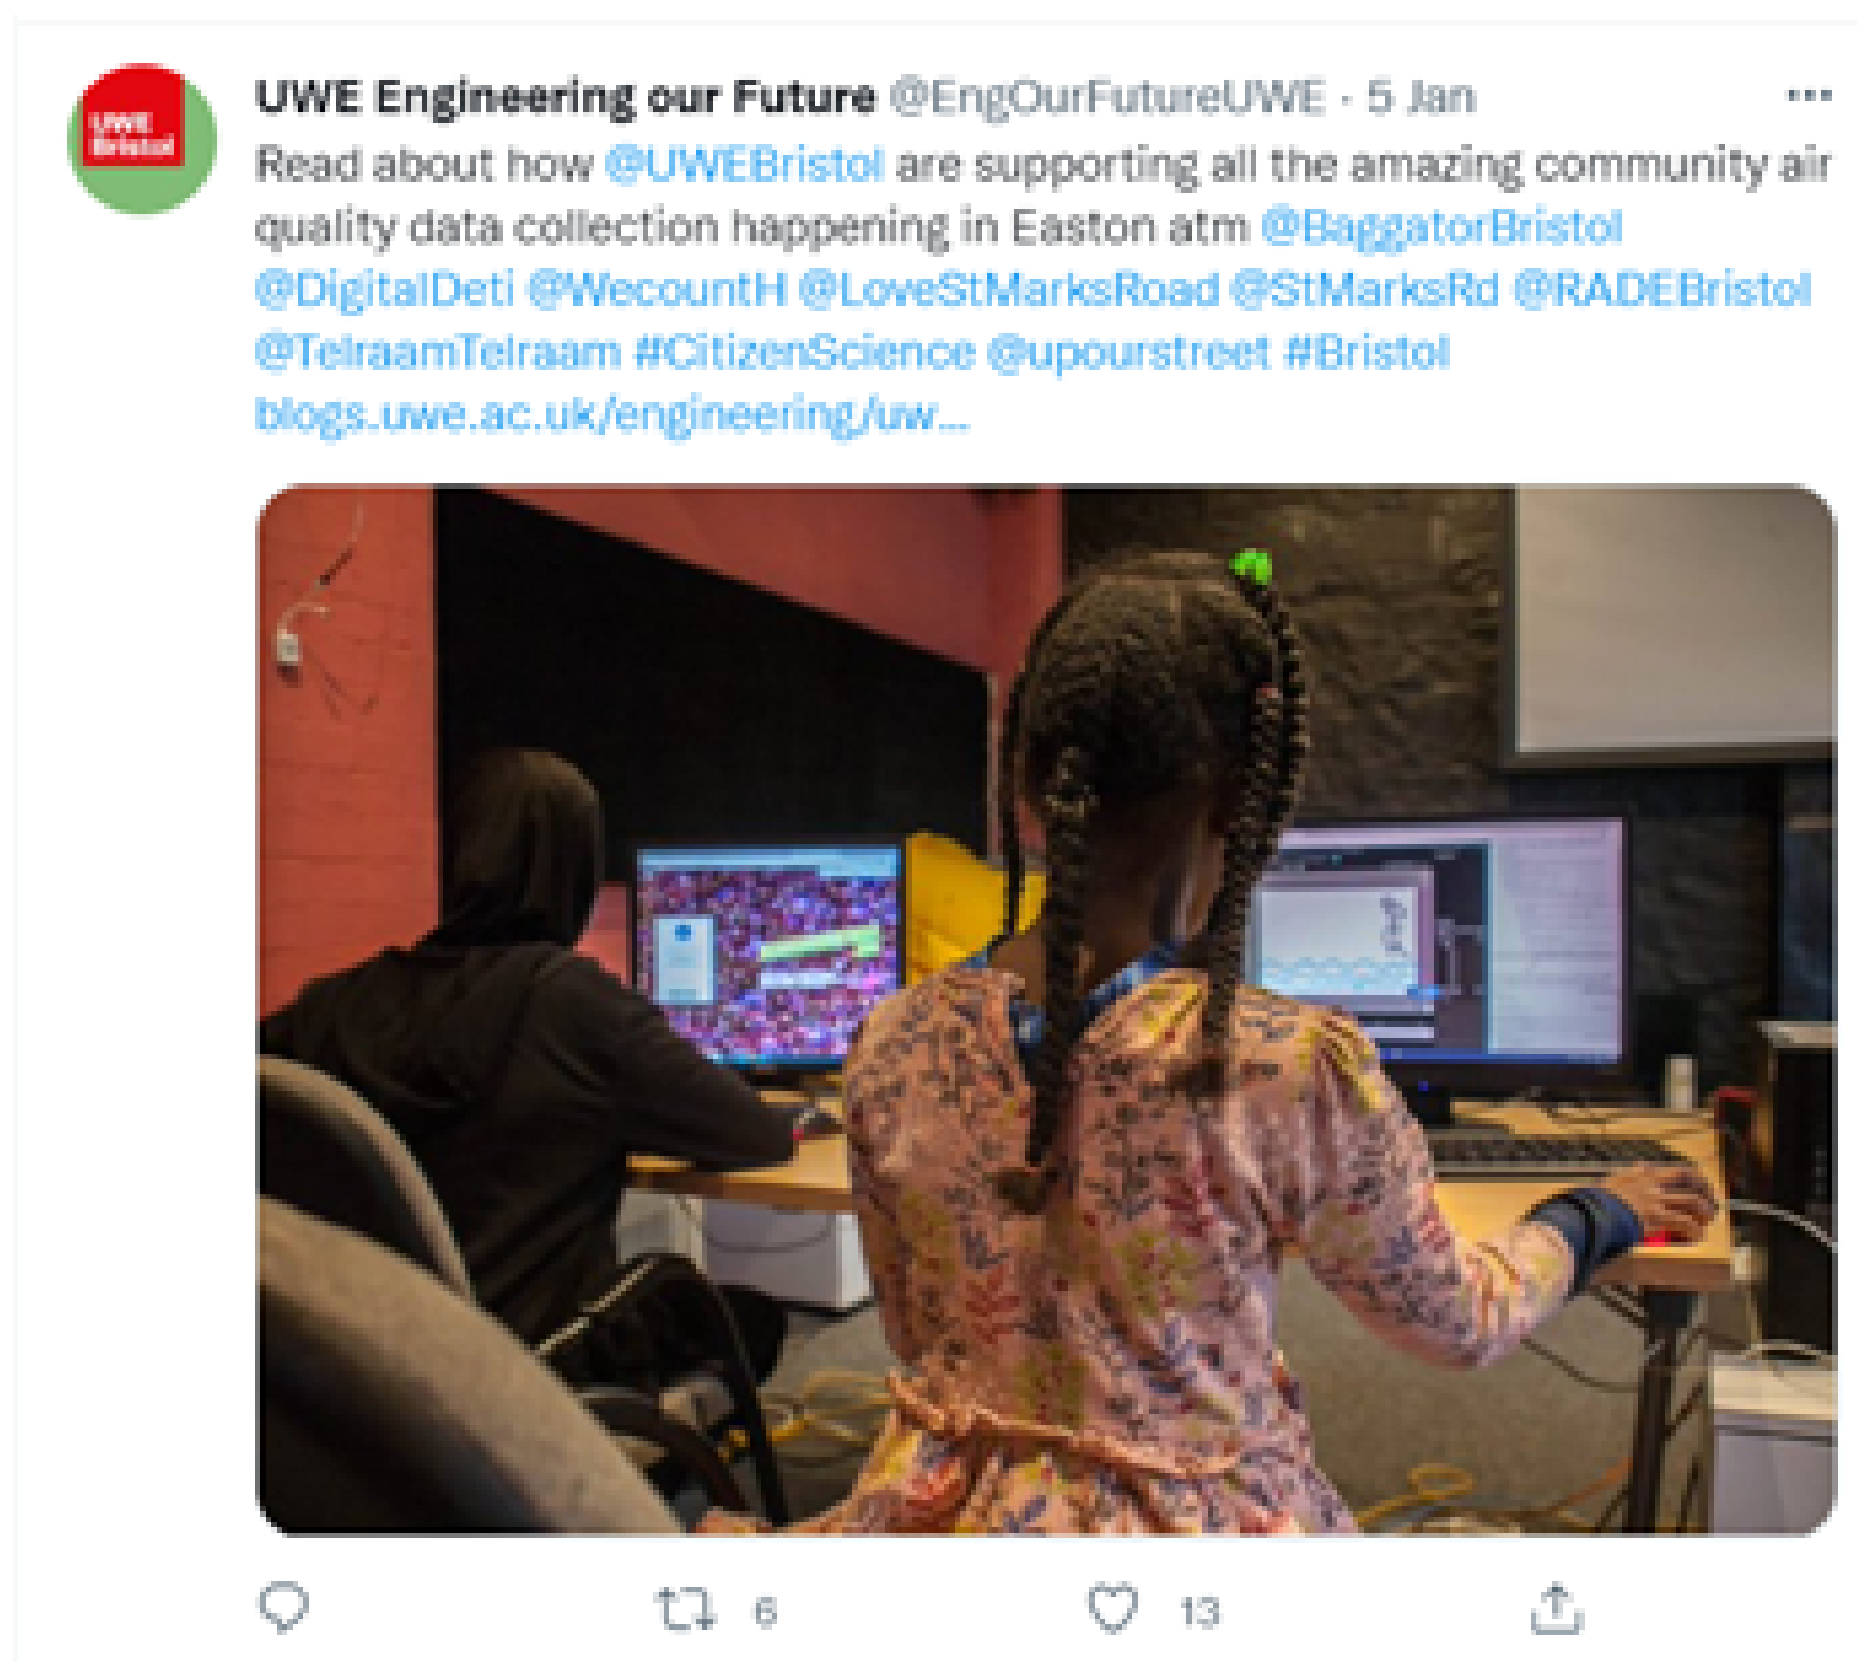 UWE
Bristol
UWE Engineering our Future @EngOurFutureUWE · 5 Jan
Read about how @UWEBristol are supporting all the amazing community air
quality data collection happening in Easton atm @BaggatorBristol
@DigitalDeti @WecountH @LoveStMarksRoad @StMarksRd @RADEBristol
@TelraamTelraam #CitizenScience @upourstreet #Bristol
blogs.uwe.ac.uk/engineering/uw...
6 13